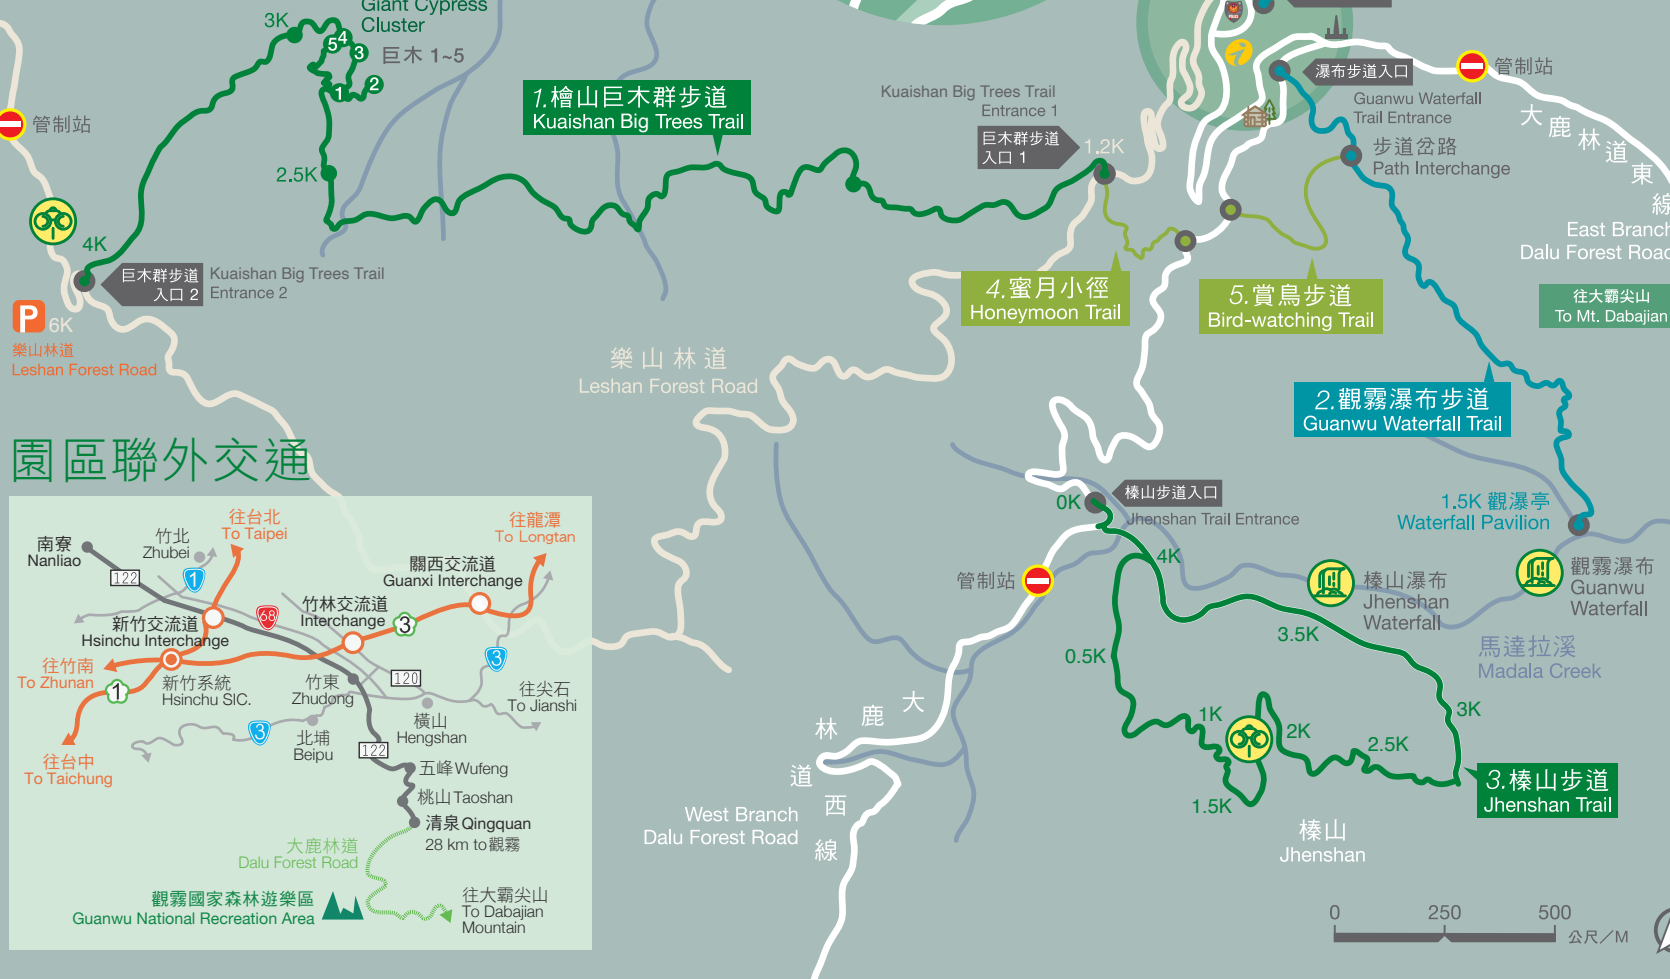 Giant Cypress
Cluster
巨木 1~5
3K
5
4
3
2
1
管制站
2.5K
1.檜山巨木群步道
Kuaishan Big Trees Trail
Kuaishan Big Trees Trail
Entrance 1
巨木群步道
入口 1
1.2K
瀑布步道入口
Guanwu Waterfall
Trail Entrance
管制站
步道岔路
Path Interchange
大鹿林道東線
East Branch
Dalu Forest Road
往大霸尖山
To Mt. Dabajian
4K
巨木群步道
入口 2
Kuaishan Big Trees Trail
Entrance 2
P
6K
樂山林道
Leshan Forest Road
4.蜜月小徑
Honeymoon Trail
5.賞鳥步道
Bird-watching Trail
樂山林道
Leshan Forest Road
2.觀霧瀑布步道
Guanwu Waterfall Trail
1.5K 觀瀑亭
Waterfall Pavilion
觀霧瀑布
Guanwu
Waterfall
榛山瀑布
Jhenshan
Waterfall
馬達拉溪
Madala Creek
0K
榛山步道入口
Jhenshan Trail Entrance
管制站
4K
3.5K
0.5K
3K
1K
2K
2.5K
1.5K
3.榛山步道
Jhenshan Trail
榛山
Jhenshan
大鹿林道西線
West Branch
Dalu Forest Road
0 250 500
公尺／M
園區聯外交通
往台北
To Taipei
往龍潭
To Longtan
南寮
Nanliao
竹北
Zhubei
122
1
關西交流道
Guanxi Interchange
竹林交流道
Interchange
68
3
新竹交流道
Hsinchu Interchange
往竹南
To Zhunan
1
新竹系統
Hsinchu SIC.
竹東
Zhudong
120
3
往尖石
To Jianshi
橫山
Hengshan
3
北埔
Beipu
122
往台中
To Taichung
五峰 Wufeng
桃山 Taoshan
清泉 Qingquan
28 km to 觀霧
大鹿林道
Dalu Forest Road
觀霧國家森林遊樂區
Guanwu National Recreation Area
往大霸尖山
To Dabajian
Mountain